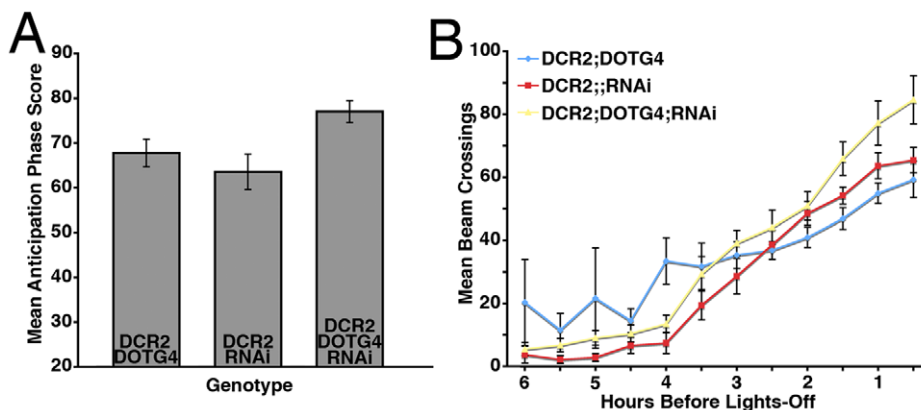 A
Mean Anticipation Phase Score
90
80
70
60
50
40
30
20
DCR2
DOTG4
DCR2
RNAi
DCR2
DOTG4
RNAi
Genotype
B
Mean Beam Crossings
100
80
60
40
20
0
DCR2;DOTG4
DCR2;;RNAi
DCR2;DOTG4;RNAi
6 5 4 3 2 1
Hours Before Lights-Off